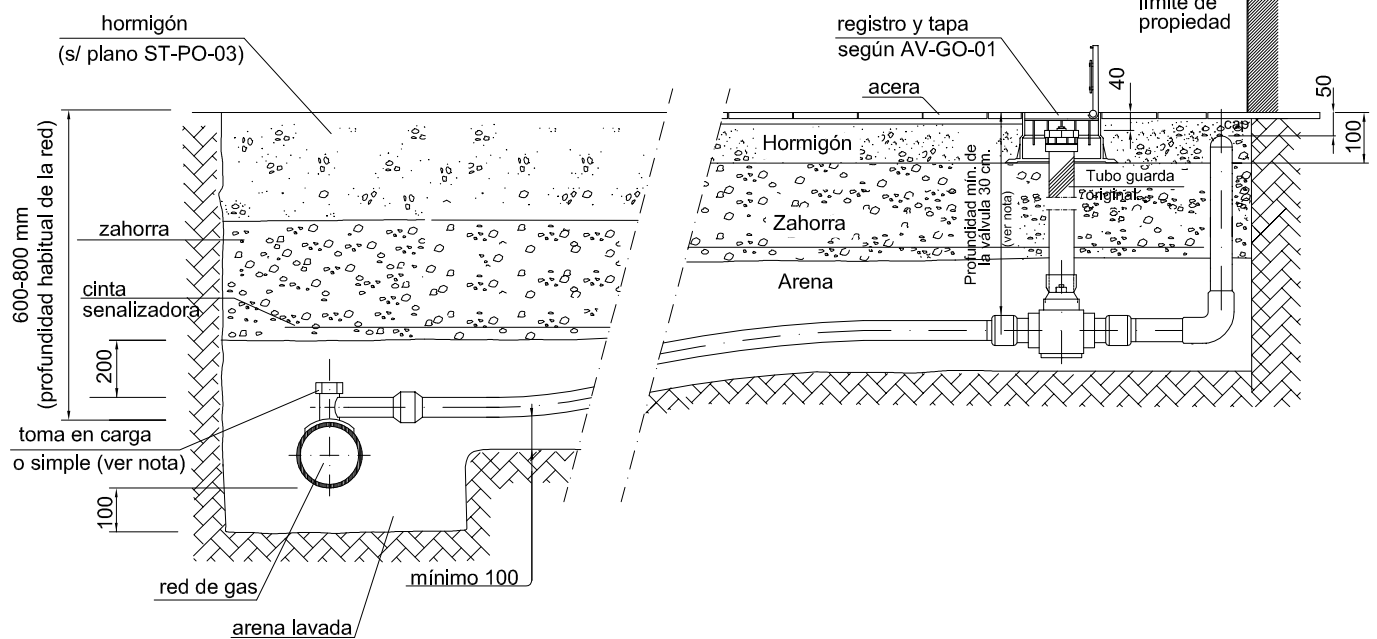 límite de
propiedad
hormigón
(s/ plano ST-PO-03)
registro y tapa
según AV-GO-01
acera
40
50
100
cap
Hormigón
Tubo guarda
original
Profundidad mín. de
la válvula 30 cm.
(ver nota)
Zahorra
Arena
600-800 mm
(profundidad habitual de la red)
zahorra
cinta
senalizadora
200
toma en carga
o simple (ver nota)
100
mínimo 100
red de gas
arena lavada